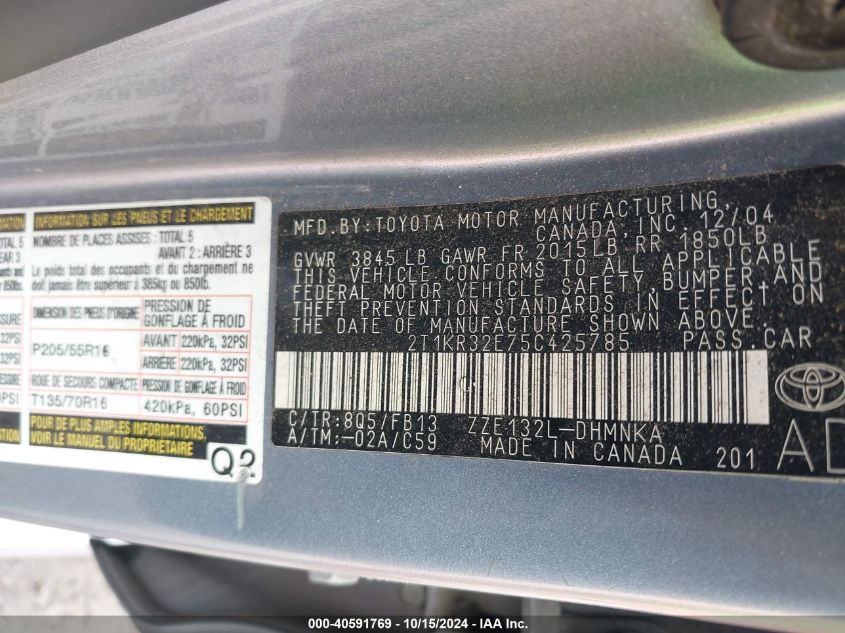 INFORMATION SUR LES PNEUS ET LE CHARGEMENT
TOTAL 5
NOMBRE DE PLACES ASSISES : TOTAL 5
AVANT 2 : ARRIÈRE 3
Le poids total des occupants et du chargement ne
doit jamais être supérieur à 385kg ou 850lb.
DIMENSION DES PNEUS D'ORIGINE
PRESSION DE
GONFLAGE À FROID
P205/55R16
AVANT 220kPa, 32PSI
ARRIÈRE 220kPa, 32PSI
ROUE DE SECOURS COMPACTE PRESSION DE GONFLAGE À FROID
T135/70R16 420kPa, 60PSI
POUR DE PLUS AMPLES INFORMATIONS,
VOIR LE MANUEL DU PROPRIÉTAIRE
MFD.BY:TOYOTA MOTOR MANUFACTURING,
CANADA,INC. 12/04
GVWR 3845LB GAWR FR 2015LB RR 1850LB
THIS VEHICLE CONFORMS TO ALL APPLICABLE
FEDERAL MOTOR VEHICLE SAFETY, BUMPER,AND
THEFT PREVENTION STANDARDS IN EFFECT ON
THE DATE OF MANUFACTURE SHOWN ABOVE.
2T1KR32E75C425785 PASS.CAR
C/TR:8Q5/FB13 ZZE132L-DHMNKA
A/TM:-02A/C59 MADE IN CANADA 201
TOYOTA
000-40591769 - 10/15/2024 - IAA Inc.